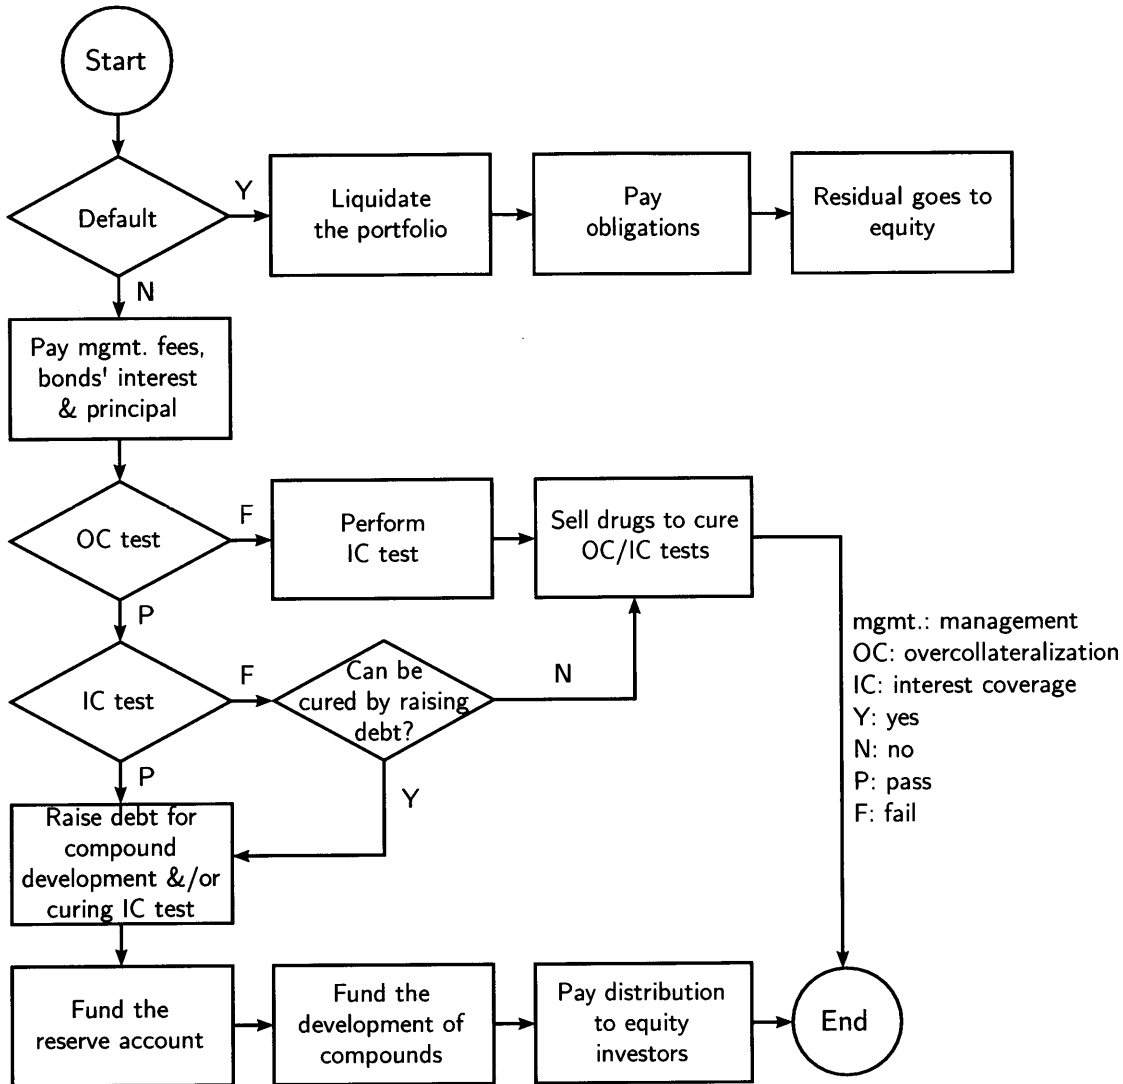 Start
Default
Y
Liquidate
the portfolio
Pay
obligations
Residual goes to
equity
N
Pay mgmt. fees,
bonds' interest
& principal
OC test
F
Perform
IC test
Sell drugs to cure
OC/IC tests
P
IC test
F
Can be
cured by raising
debt?
N
mgmt.: management
OC: overcollateralization
IC: interest coverage
Y: yes
N: no
P: pass
F: fail
P
Y
Raise debt for
compound
development &/or
curing IC test
Fund the
reserve account
Fund the
development of
compounds
Pay distribution
to equity
investors
End